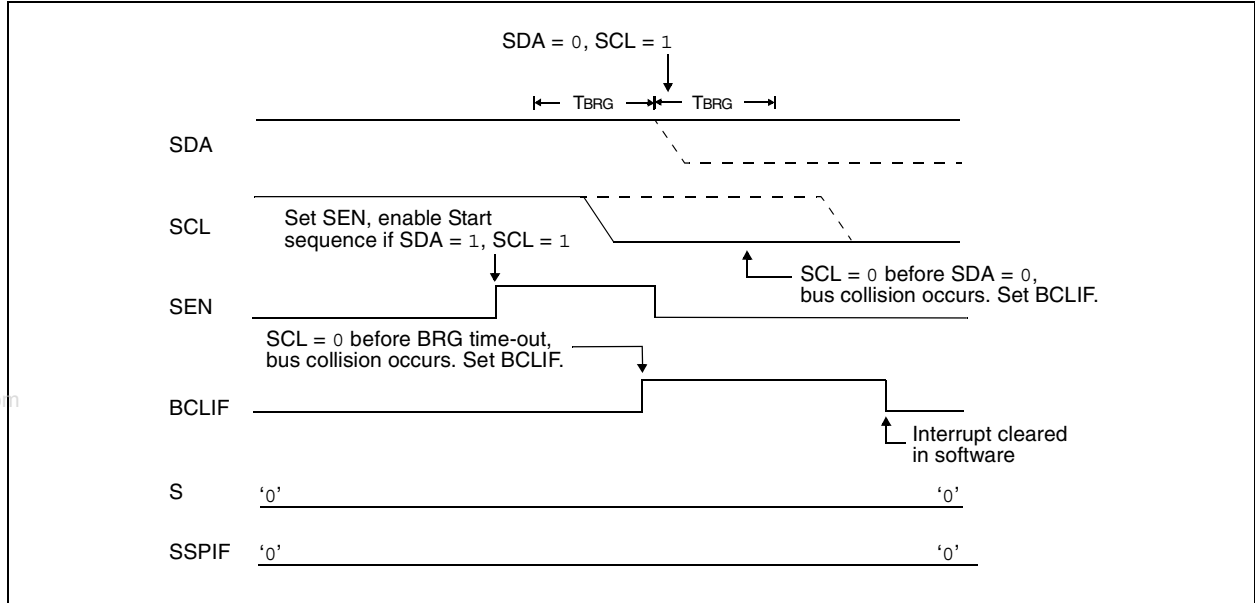 SDA = 0, SCL = 1
TBRG TBRG
SDA
SCL
Set SEN, enable Start
sequence if SDA = 1, SCL = 1
SCL = 0 before SDA = 0,
bus collision occurs. Set BCLIF.
SEN
SCL = 0 before BRG time-out,
bus collision occurs. Set BCLIF.
BCLIF
Interrupt cleared
in software
S ‘0’ ‘0’
SSPIF ‘0’ ‘0’